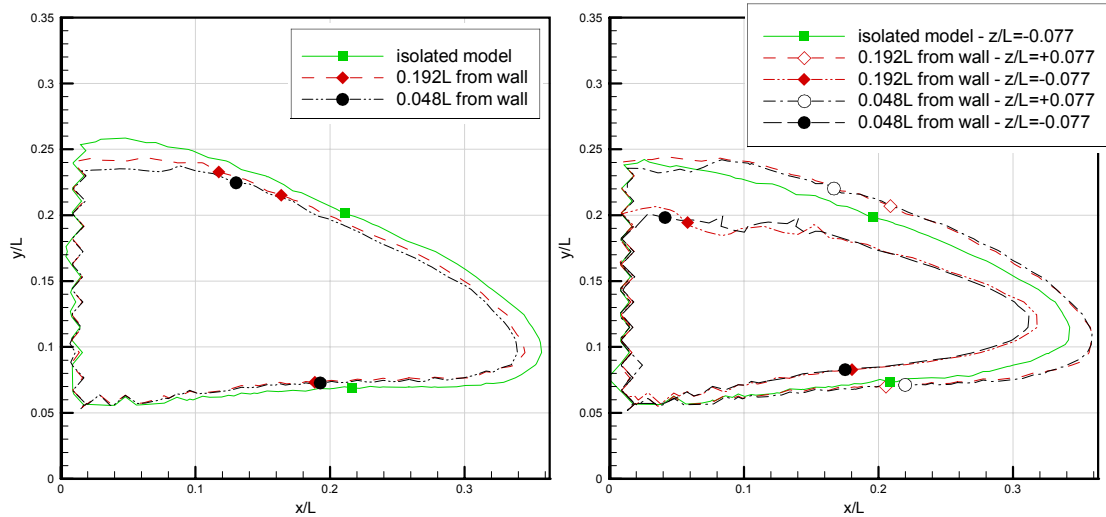 0.35
0.3
0.25
0.2
0.15
0.1
0.05
0
y/L
0
0.1
0.2
0.3
x/L
isolated model
0.192L from wall
0.048L from wall
0.35
0.3
0.25
0.2
0.15
0.1
0.05
0
y/L
0
0.1
0.2
0.3
x/L
isolated model - z/L=-0.077
0.192L from wall - z/L=+0.077
0.192L from wall - z/L=-0.077
0.048L from wall - z/L=+0.077
0.048L from wall - z/L=-0.077